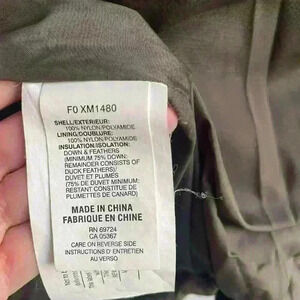 F0 XM1480
SHELL/EXTERIEUR:
100% NYLON/POLYAMIDE
LINING/DOUBLURE:
100% NYLON/POLYAMIDE
INSULATION/ISOLATION:
DOWN & FEATHERS
(MINIMUM 75% DOWN;
REMAINDER CONSISTS OF
DUCK FEATHERS)/
DUVET ET PLUMES
(75% DE DUVET MINIMUM;
RESTANT CONSTITUE DE
PLUMETTES DE CANARD)
MADE IN CHINA
FABRIQUE EN CHINE
RN 69724
CA 05367
CARE ON REVERSE SIDE
INSTRUCTIONS D' ENTRETIEN
AU VERSO